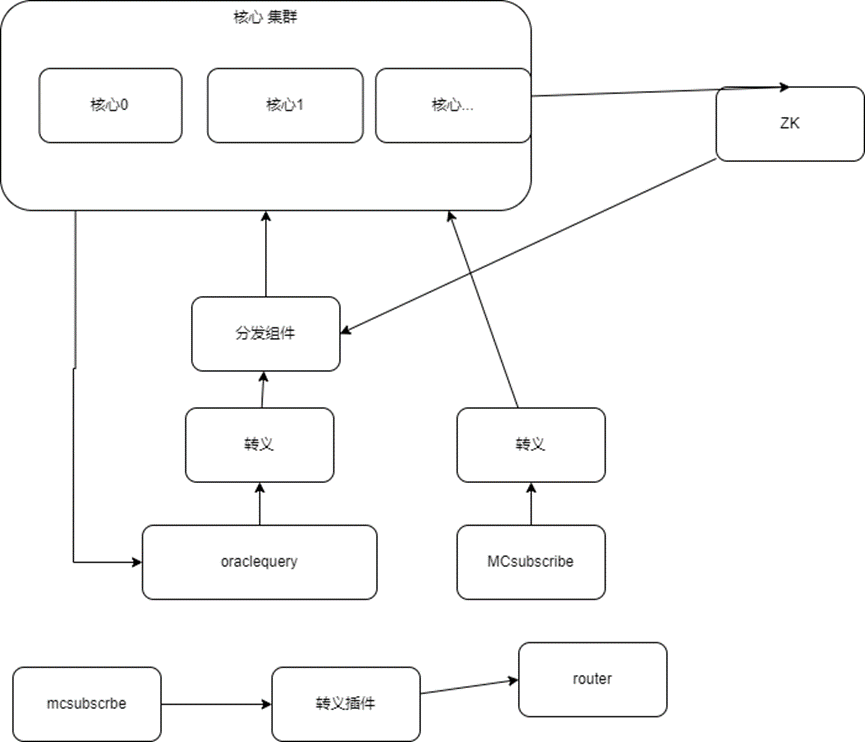 核心 集群
核心0
核心1
核心...
ZK
分发组件
转义
转义
oraclequery
MCsubscribe
mcsubscrbe
转义插件
router